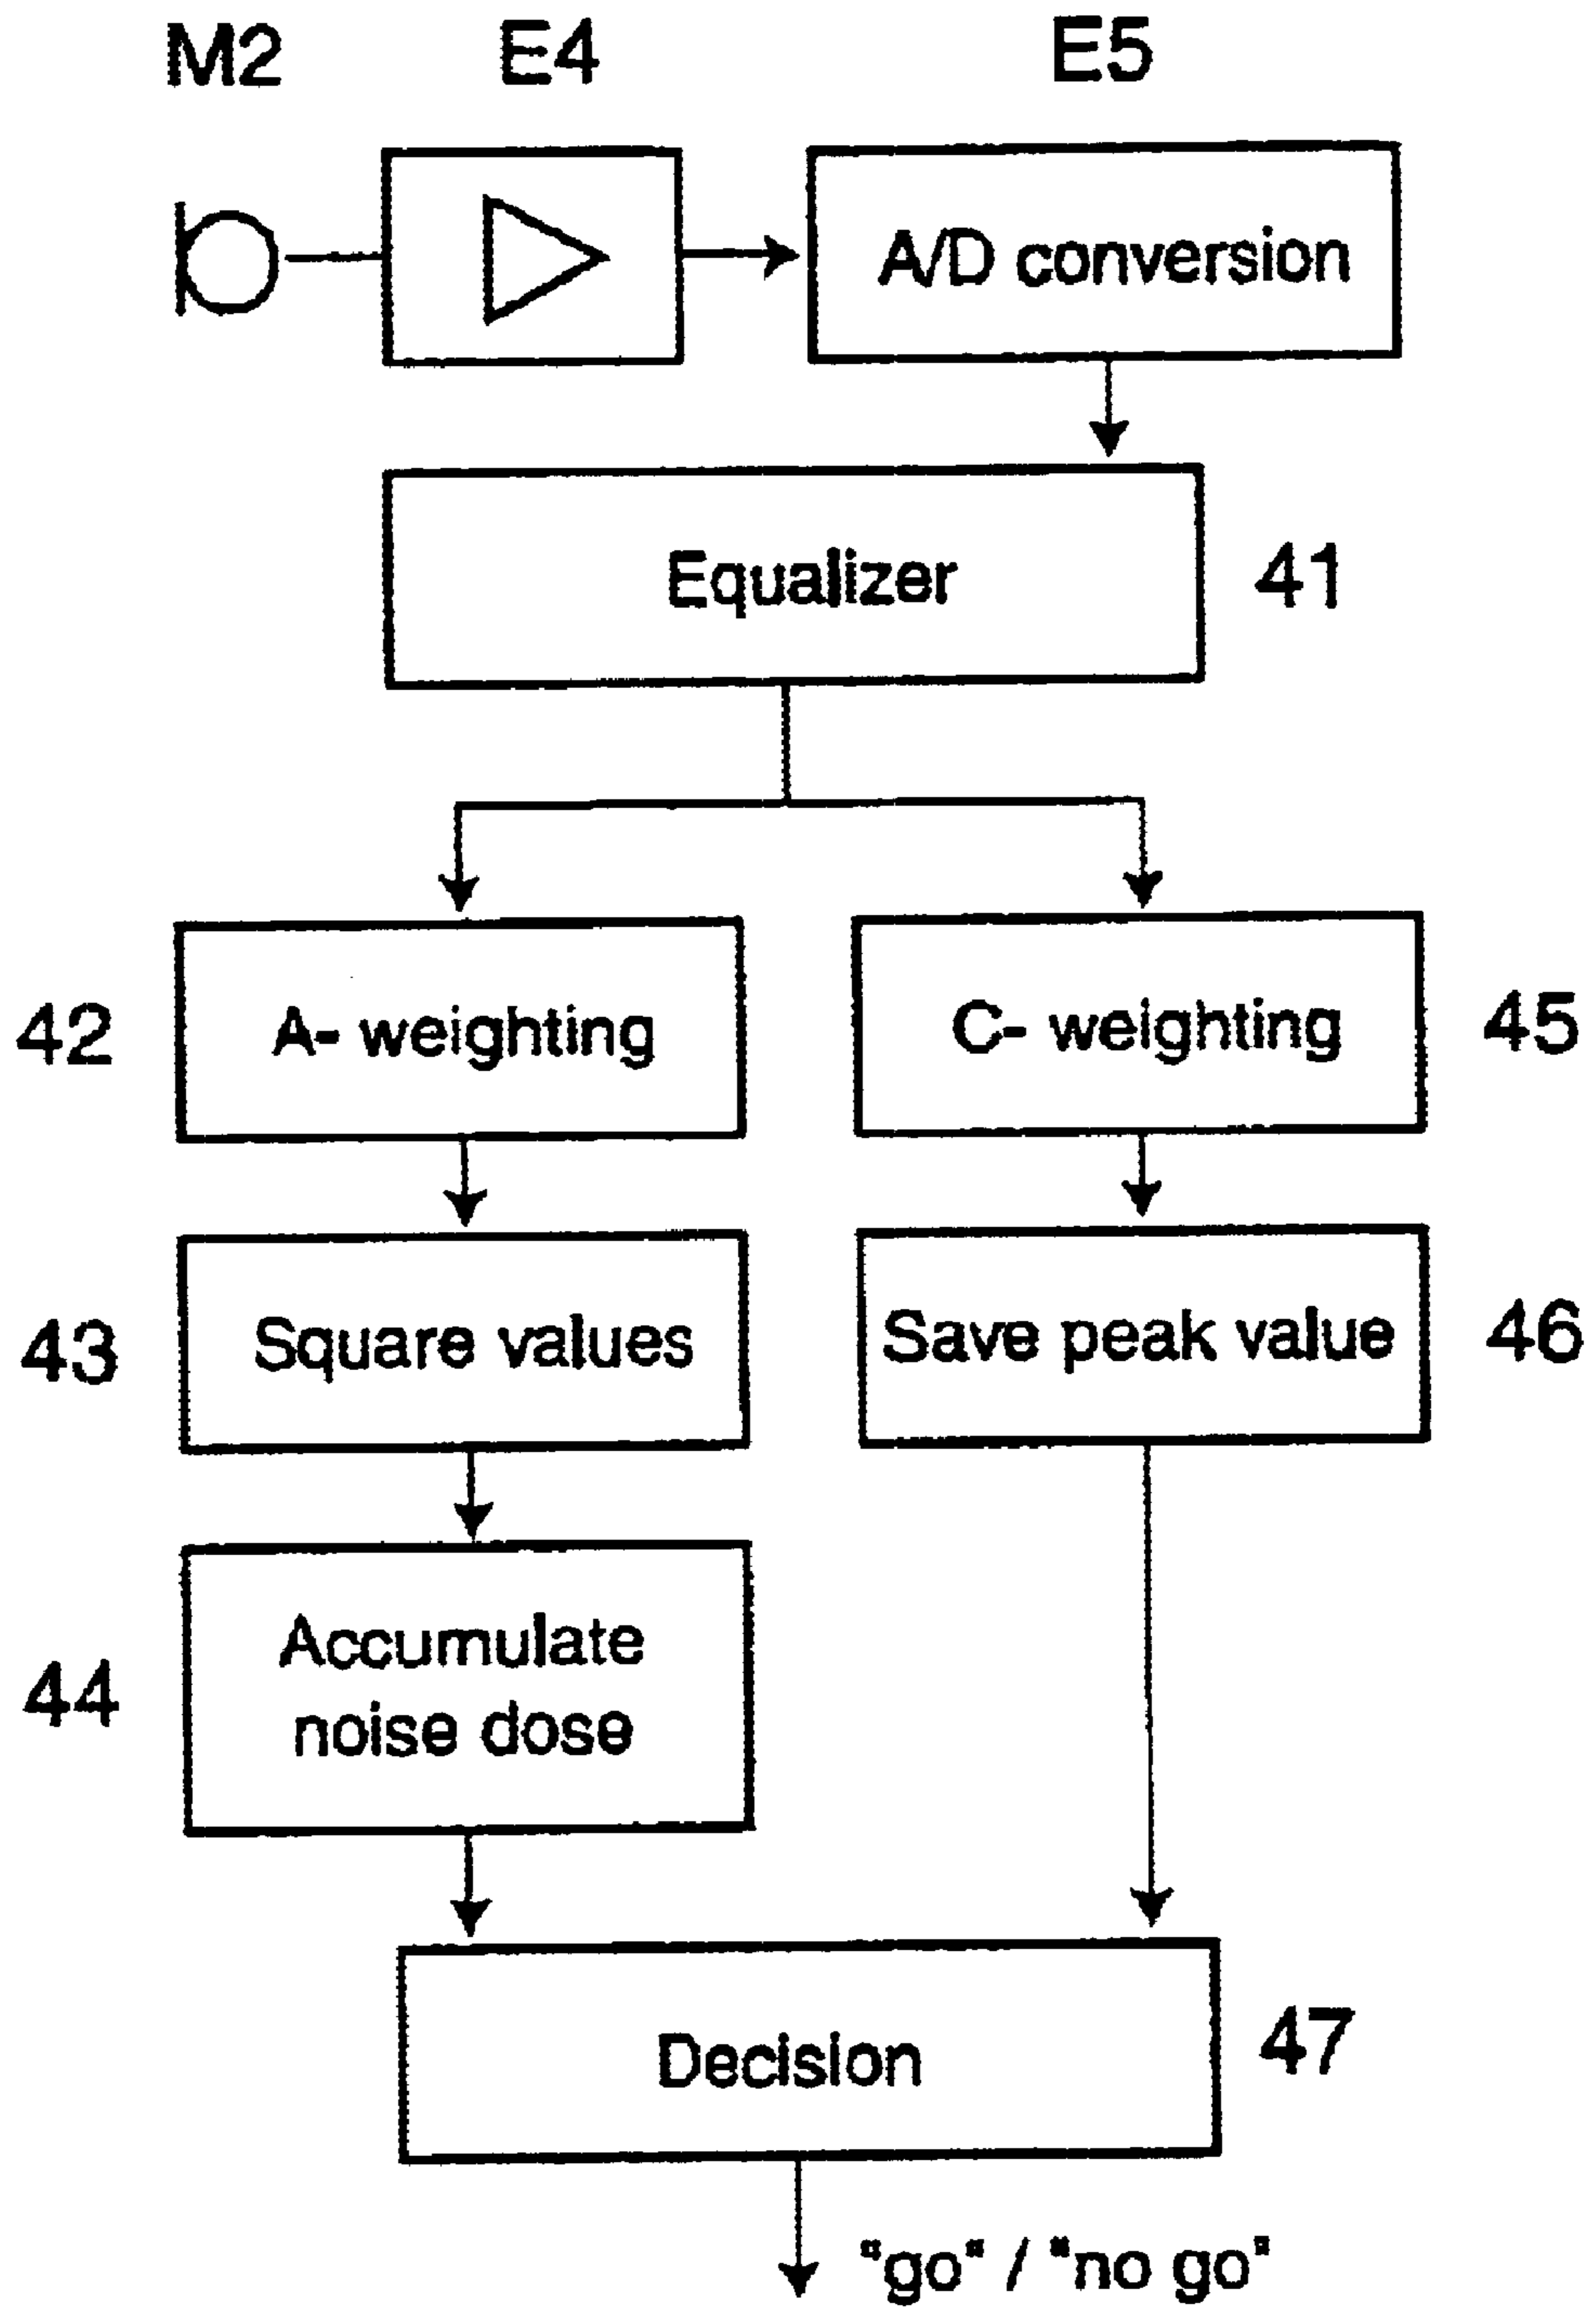 M2 E4 E5
A/D conversion
Equalizer 41
42 A- weighting C- weighting 45
43 Square values Save peak value 46
44 Accumulate
noise dose
Decision 47
"go" / "no go"